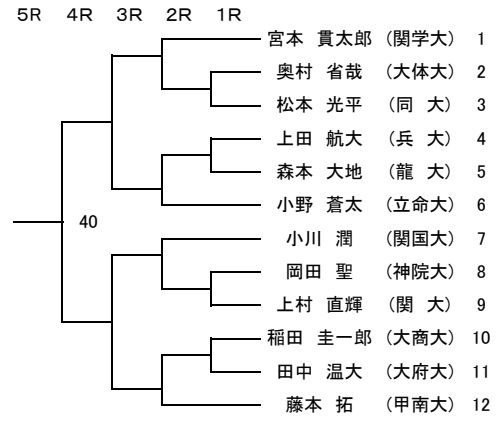 5R 4R 3R 2R 1R
宮本 貫太郎 (関学大) 1
奥村 省哉 (大体大) 2
松本 光平 (同 大) 3
上田 航大 (兵 大) 4
森本 大地 (龍 大) 5
小野 蒼太 (立命大) 6
40
小川 潤 (関国大) 7
岡田 聖 (神院大) 8
上村 直輝 (関 大) 9
稲田 圭一郎 (大商大) 10
田中 温大 (大府大) 11
藤本 拓 (甲南大) 12